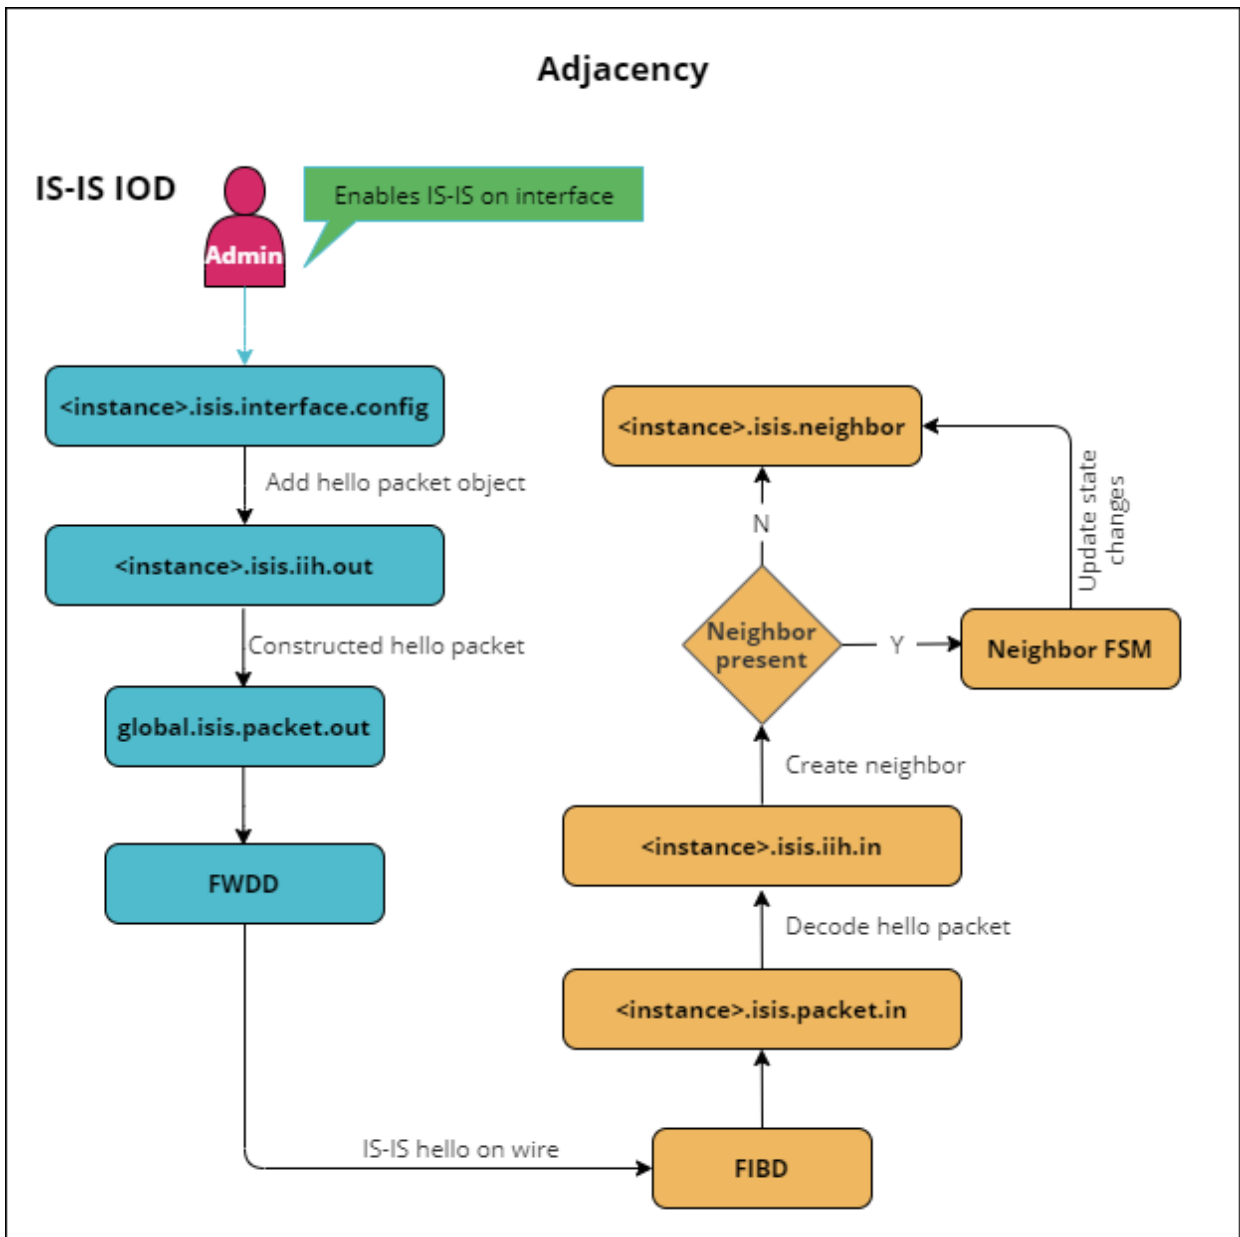 Adjacency
IS-IS IOD
Admin
Enables IS-IS on interface
<instance>.isis.interface.config
Add hello packet object
<instance>.isis.iih.out
Constructed hello packet
global.isis.packet.out
FWDD
IS-IS hello on wire
FIBD
<instance>.isis.packet.in
Decode hello packet
<instance>.isis.iih.in
Create neighbor
Neighbor
present
N
Y
<instance>.isis.neighbor
Neighbor FSM
Update state
changes